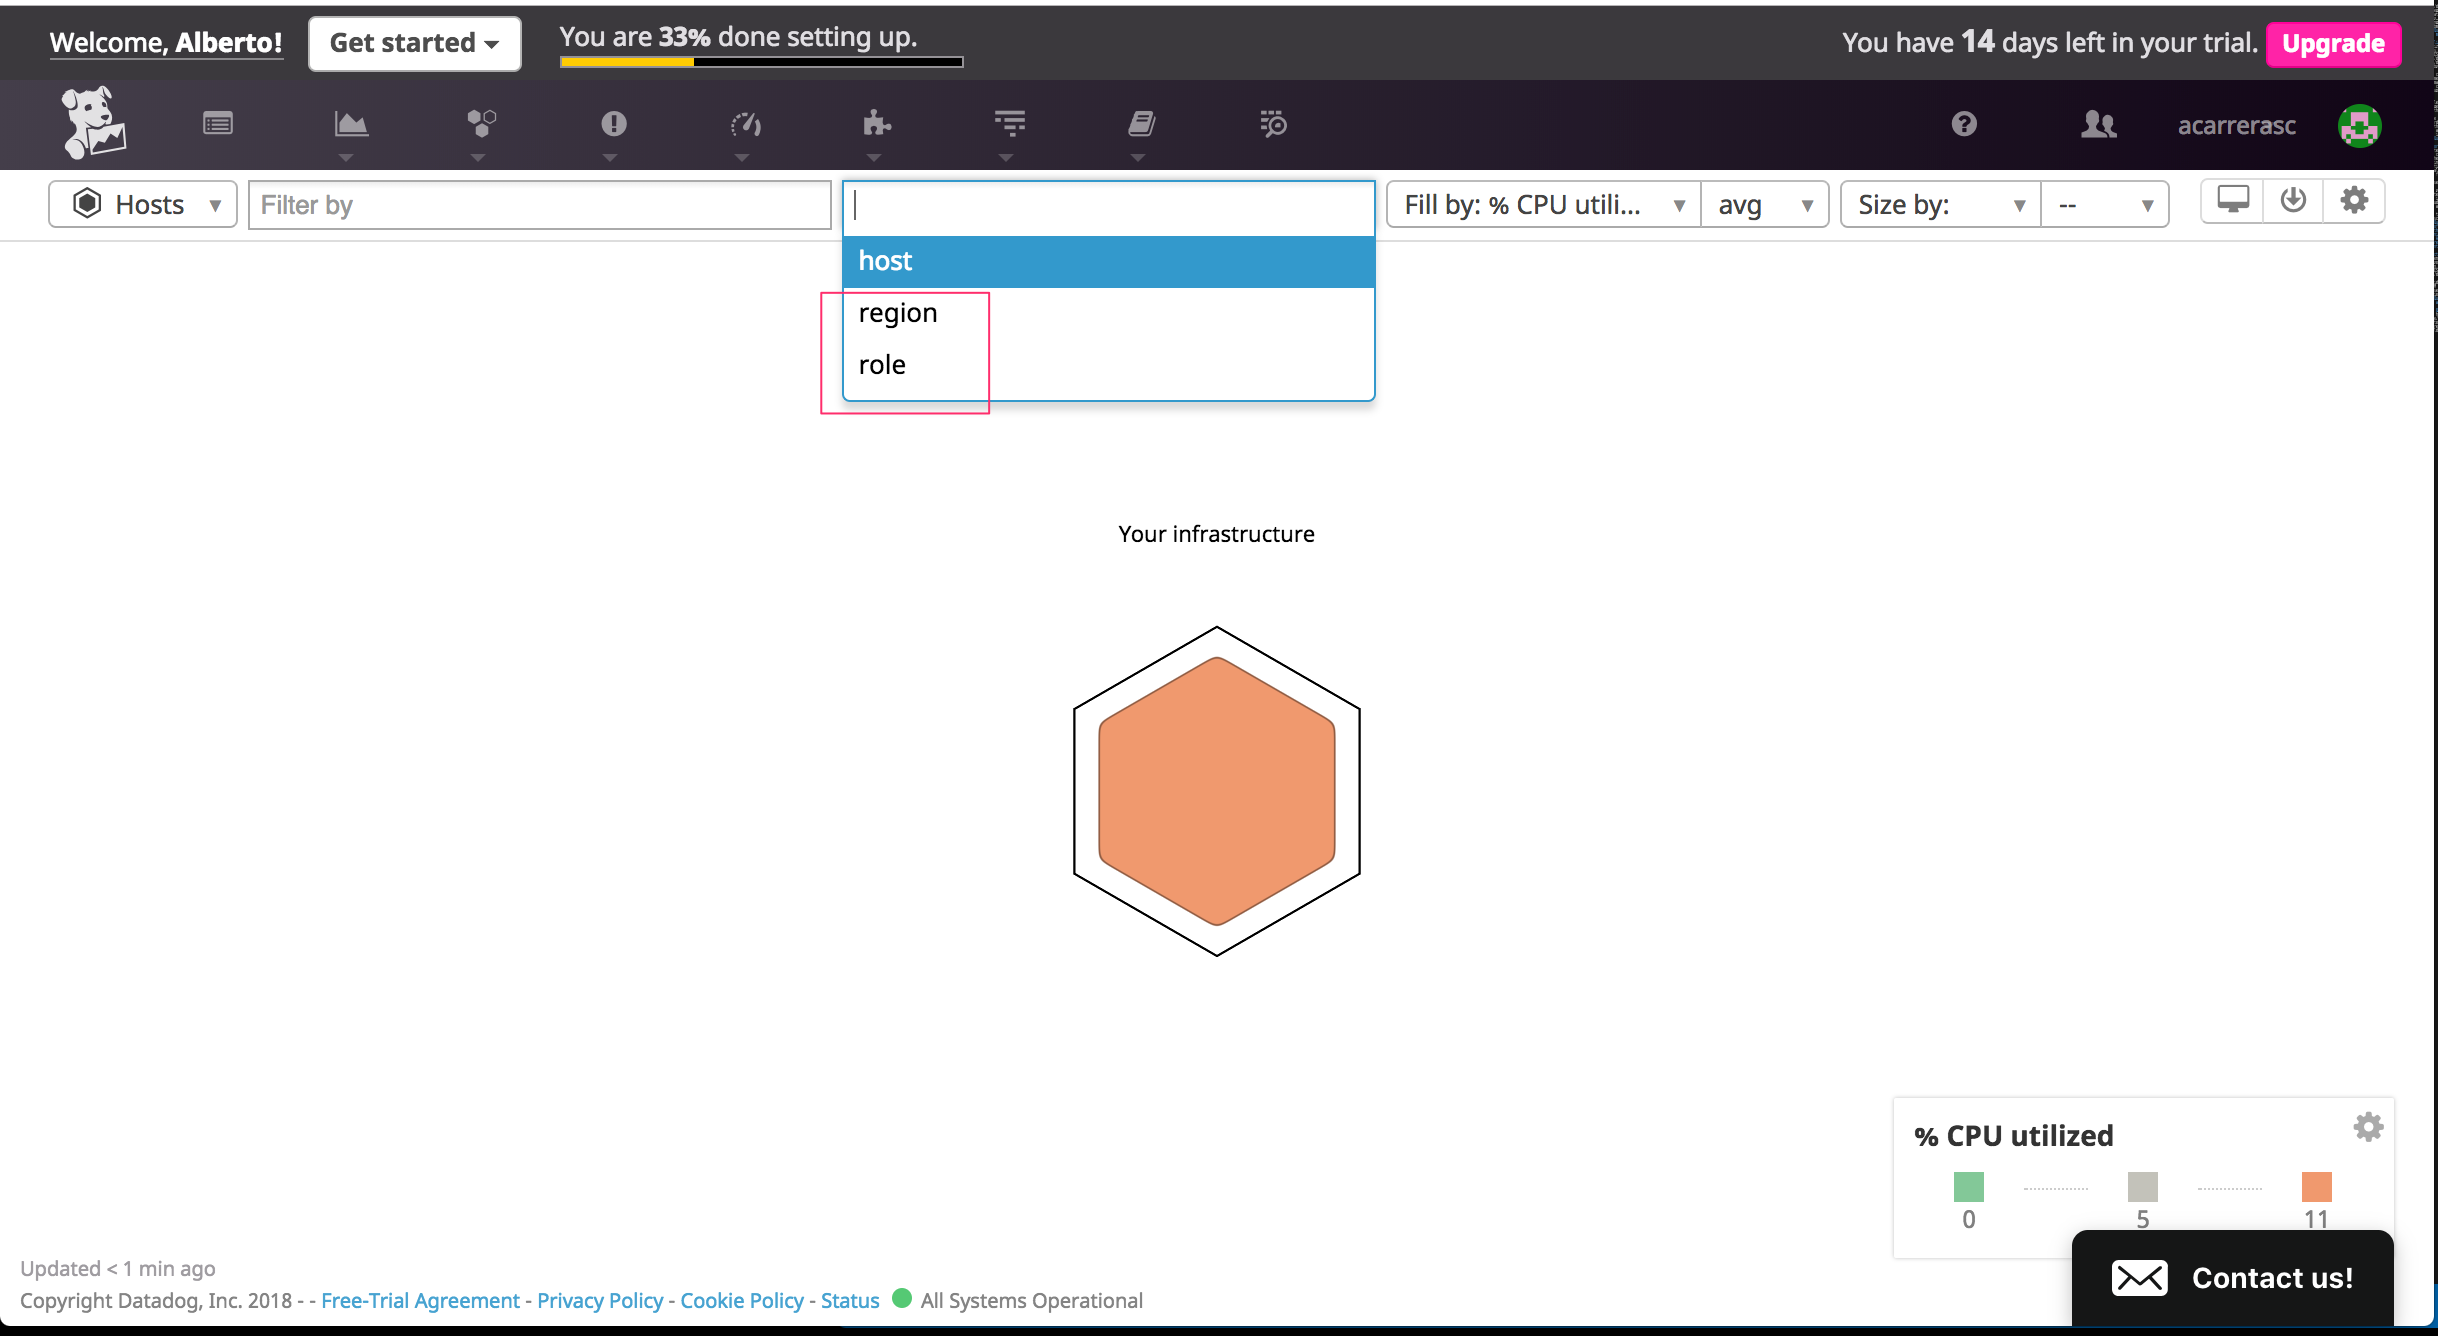 Welcome, Alberto! Get started You are 33% done setting up. You have 14 days left in your trial. Upgrade
acarrerasc
Hosts Filter by Fill by: % CPU utili... avg Size by: --
host
region
role
Your infrastructure
% CPU utilized
0 5 11
Updated < 1 min ago
Copyright Datadog, Inc. 2018 - - Free-Trial Agreement - Privacy Policy - Cookie Policy - Status All Systems Operational
Contact us!